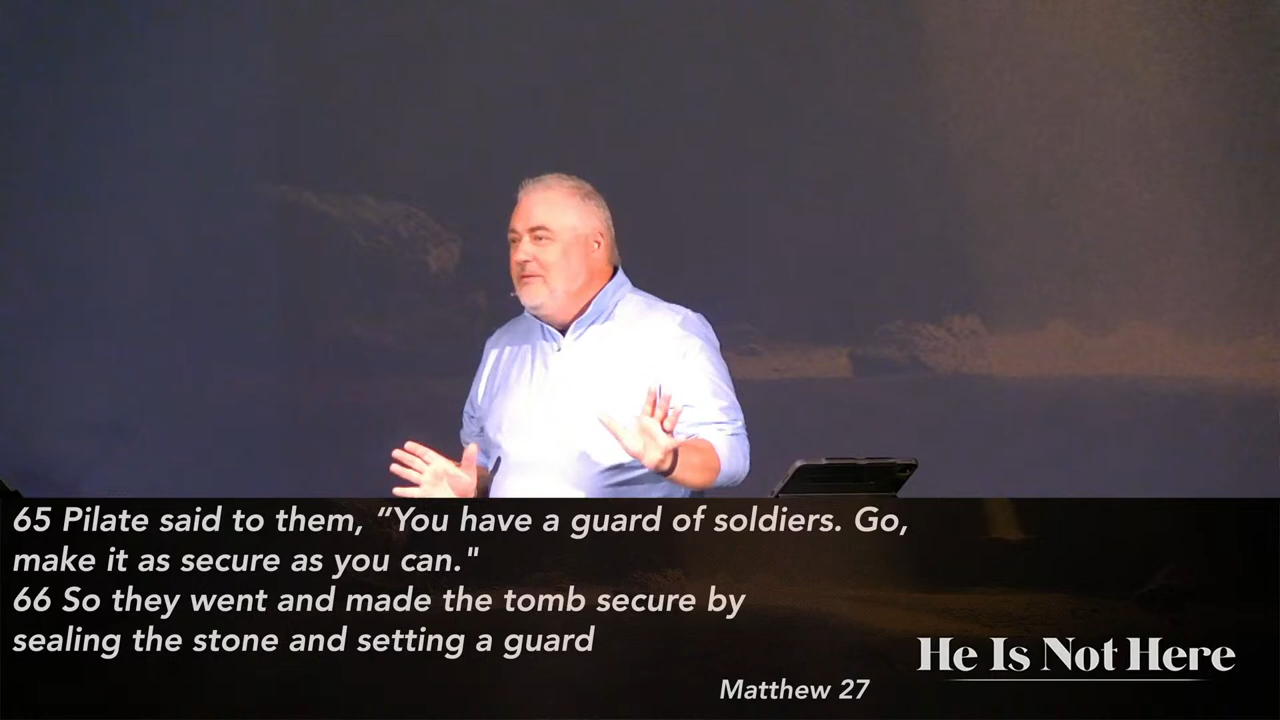 65 Pilate said to them, “You have a guard of soldiers. Go,
make it as secure as you can."
66 So they went and made the tomb secure by
sealing the stone and setting a guard
Matthew 27
He Is Not Here